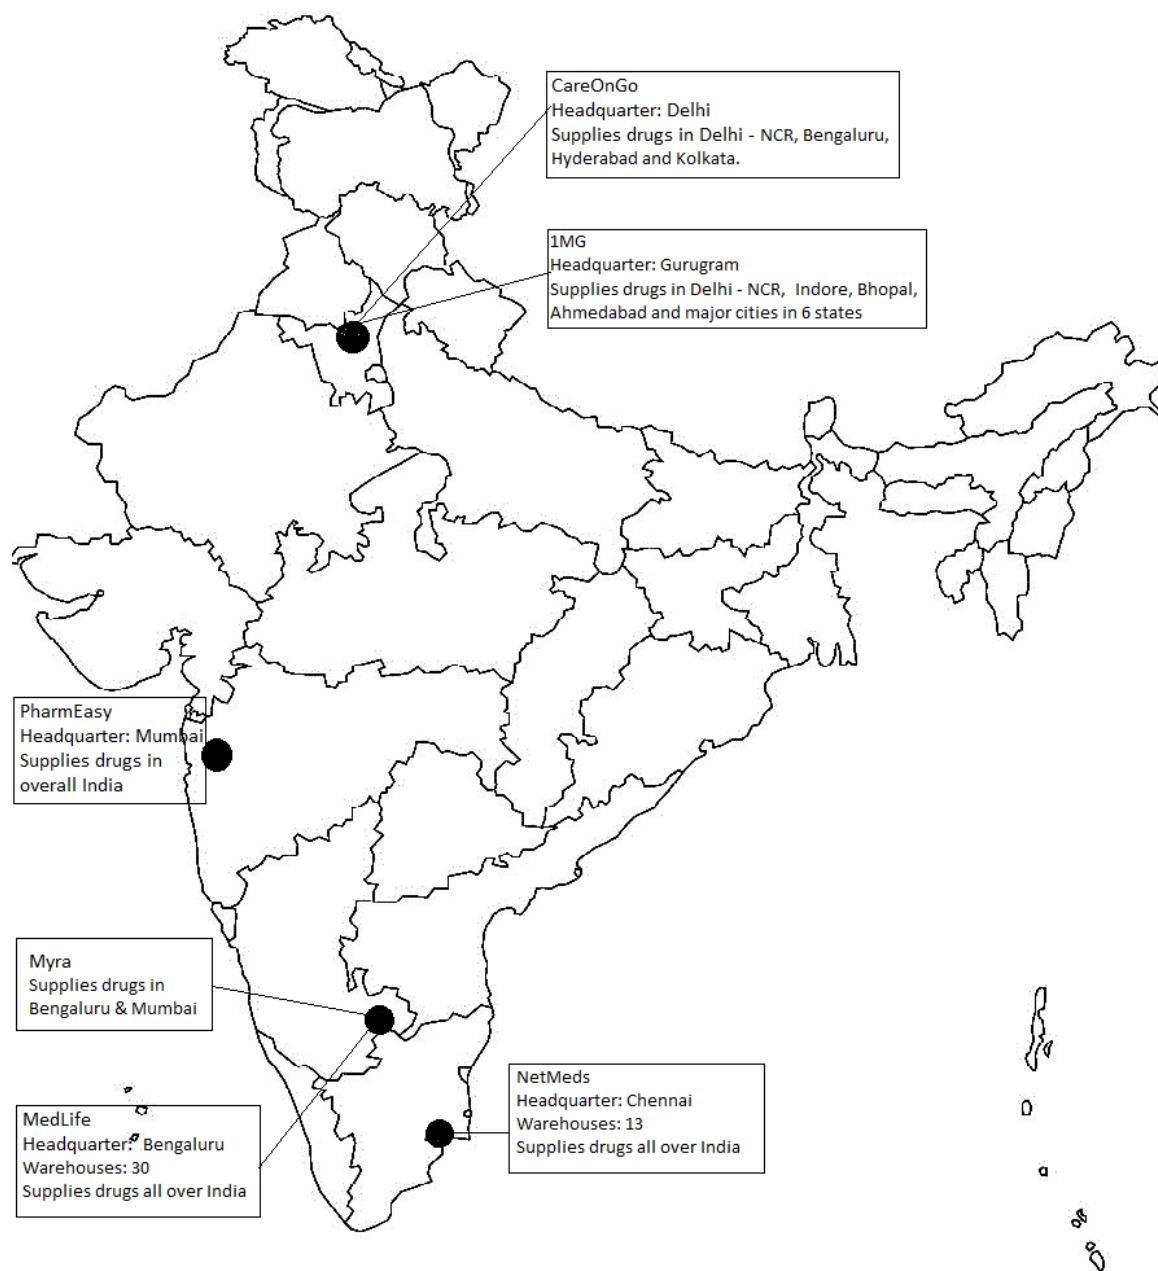 CareOnGo
Headquarter: Delhi
Supplies drugs in Delhi - NCR, Bengaluru,
Hyderabad and Kolkata.
1MG
Headquarter: Gurugram
Supplies drugs in Delhi - NCR, Indore, Bhopal,
Ahmedabad and major cities in 6 states
PharmEasy
Headquarter: Mumbai
Supplies drugs in
overall India
Myra
Supplies drugs in
Bengaluru & Mumbai
MedLife
Headquarter: Bengaluru
Warehouses: 30
Supplies drugs all over India
NetMeds
Headquarter: Chennai
Warehouses: 13
Supplies drugs all over India